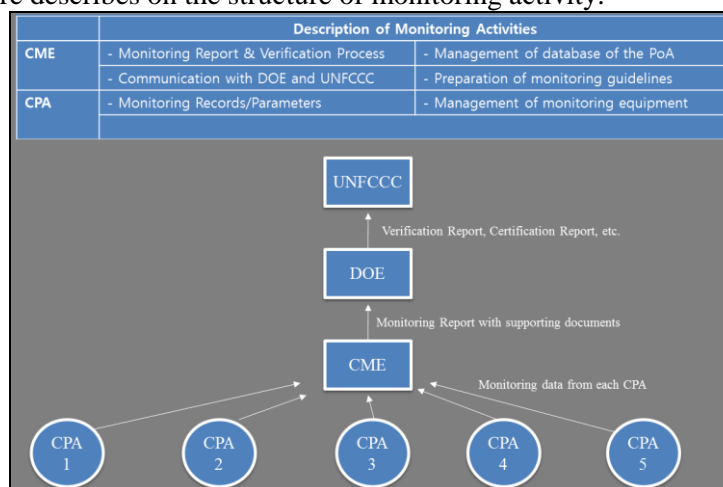 re describes on the structure of monitoring activity.
Description of Monitoring Activities
CME - Monitoring Report & Verification Process - Management of database of the PoA
- Communication with DOE and UNFCCC - Preparation of monitoring guidelines
CPA - Monitoring Records/Parameters - Management of monitoring equipment
UNFCCC
Verification Report, Certification Report, etc.
DOE
Monitoring Report with supporting documents
CME
Monitoring data from each CPA
CPA 1
CPA 2
CPA 3
CPA 4
CPA 5